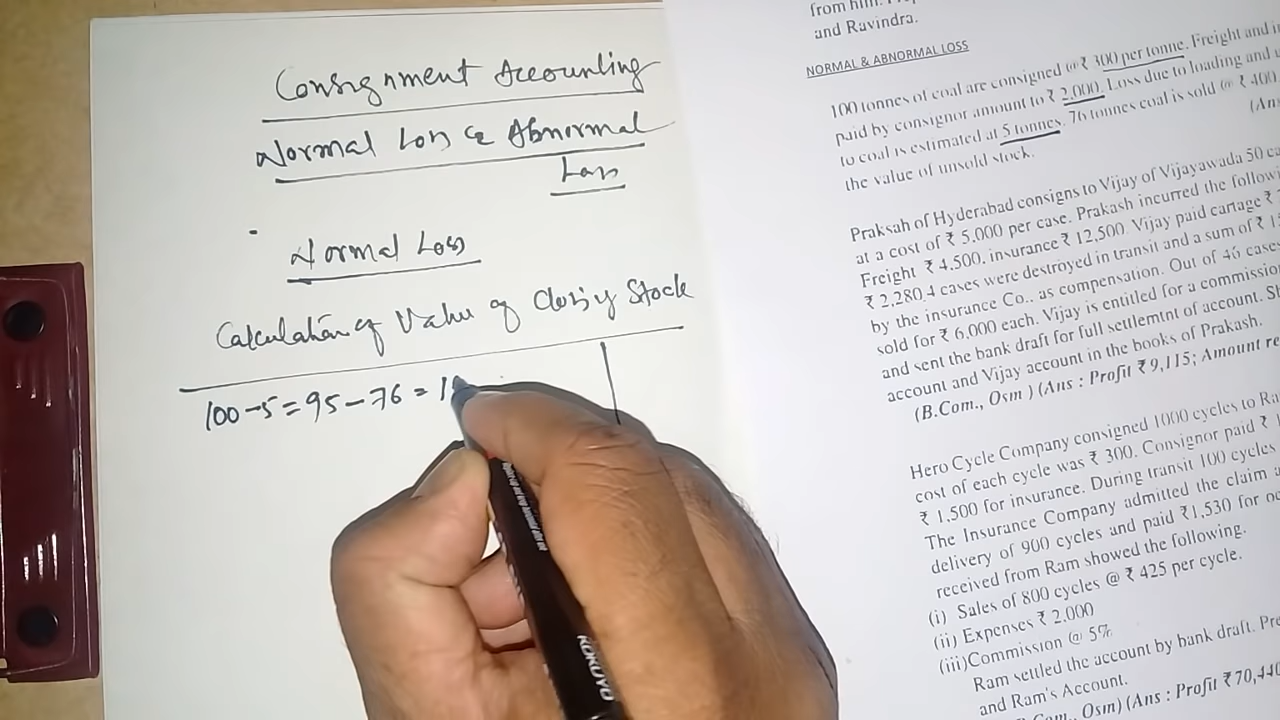 Consignment Accounting
Normal Loss & Abnormal
Loss
Normal Loss
Calculation of Value of Closing Stock
100-5=95-76=19
from him.
and Ravindra.
NORMAL & ABNORMAL LOSS
100 tonnes of coal are consigned @ ₹ 300 per tonne. Freight and
paid by consignor amount to ₹ 2,000. Loss due to loading and
to coal is estimated at 5 tonnes. 76 tonnes coal is sold @ ₹ 400
the value of unsold stock.
Praksah of Hyderabad consigns to Vijay of Vijayawada 50
at a cost of ₹ 5,000 per case. Prakash incurred the
Freight ₹ 4,500, insurance ₹ 12,500. Vijay paid cartage ₹
₹ 2,280.4 cases were destroyed in transit and a sum of ₹
by the insurance Co., as compensation. Out of 46
sold for ₹ 6,000 each. Vijay is entitled for a
and sent the bank draft for full settlemtnt of account.
account and Vijay account in the books of Prakash.
(B.Com., Osm ) (Ans : Profit ₹ 9,115; Amount
Hero Cycle Company consigned 1000 cycles to
cost of each cycle was ₹ 300. Consignor paid ₹
₹ 1,500 for insurance. During transit 100 cycles
The Insurance Company admitted the claim
delivery of 900 cycles and paid ₹1,530 for
received from Ram showed the following.
(i) Sales of 800 cycles @ ₹ 425 per cycle.
(ii) Expenses ₹ 2,000
(iii)Commission @ 5%
Ram settled the account by bank draft.
and Ram's Account.
Com., Osm) (Ans : Profit ₹70,440
KOKUYO